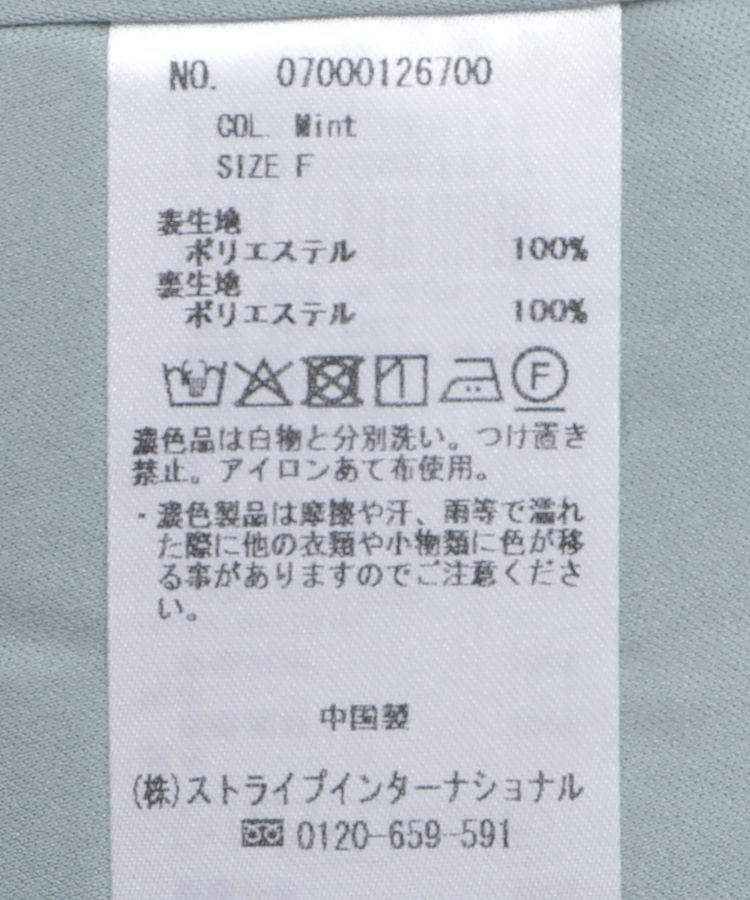 NO. 07000126700
COL. Mint
SIZE F
表生地
ポリエステル 100%
裏生地
ポリエステル 100%
F
濃色品は白物と分別洗い。つけ置き
禁止。アイロンあて布使用。
・濃色製品は摩擦や汗、雨等で濡れ
た際に他の衣類や小物類に色が移
る事がありますのでご注意くださ
い。
中国製
(株)ストライプインターナショナル
0120-659-591